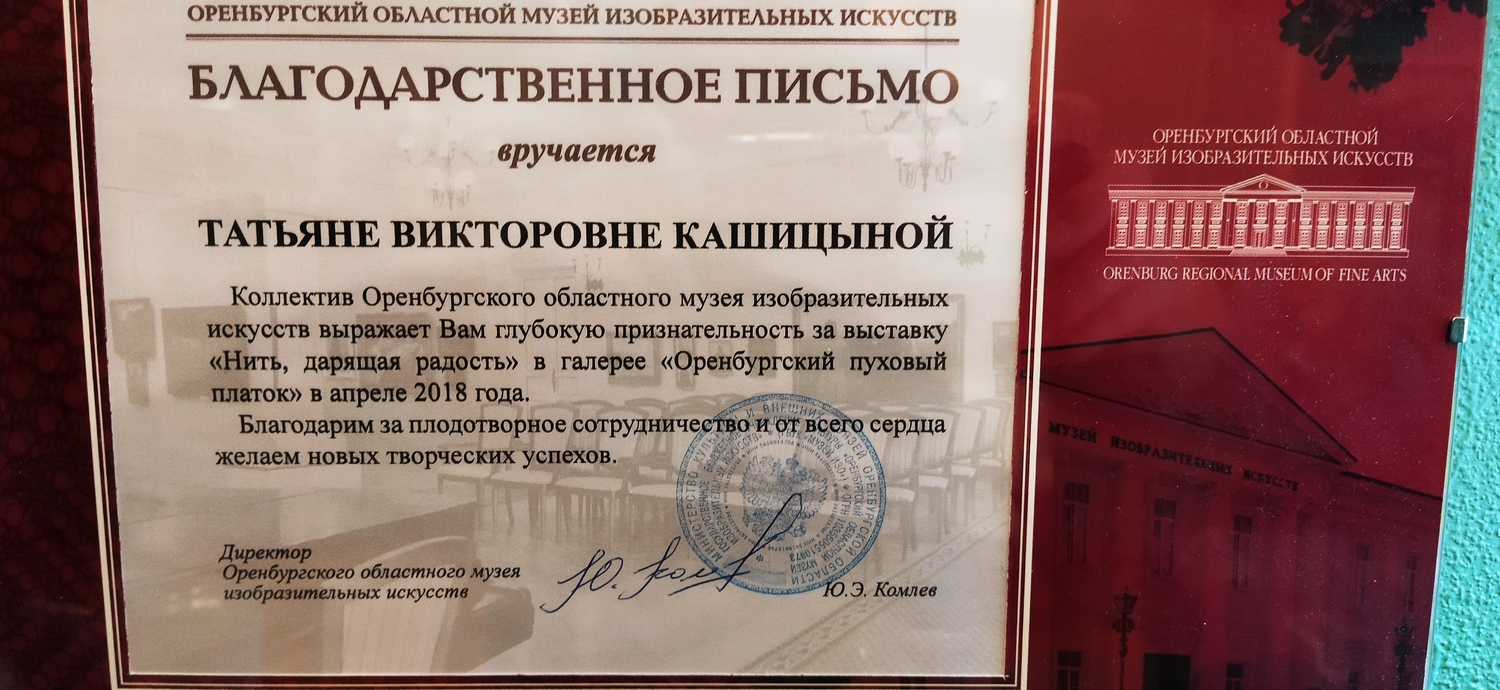 ОРЕНБУРГСКИЙ ОБЛАСТНОЙ МУЗЕЙ ИЗОБРАЗИТЕЛЬНЫХ ИСКУССТВ
БЛАГОДАРСТВЕННОЕ ПИСЬМО
вручается
ТАТЬЯНЕ ВИКТОРОВНЕ КАШИЦЫНОЙ
Коллектив Оренбургского областного музея изобразительных
искусств выражает Вам глубокую признательность за выставку
«Нить, дарящая радость» в галерее «Оренбургский пуховый
платок» в апреле 2018 года.
Благодарим за плодотворное сотрудничество и от всего сердца
желаем новых творческих успехов.
Директор
Оренбургского областного музея
изобразительных искусств
Ю.Э. Комлев
ОРЕНБУРГСКИЙ ОБЛАСТНОЙ
МУЗЕЙ ИЗОБРАЗИТЕЛЬНЫХ ИСКУССТВ
ORENBURG REGIONAL MUSEUM OF FINE ARTS
МУЗЕЙ ИЗОБРАЗИТЕЛЬНЫХ ИСКУССТВ